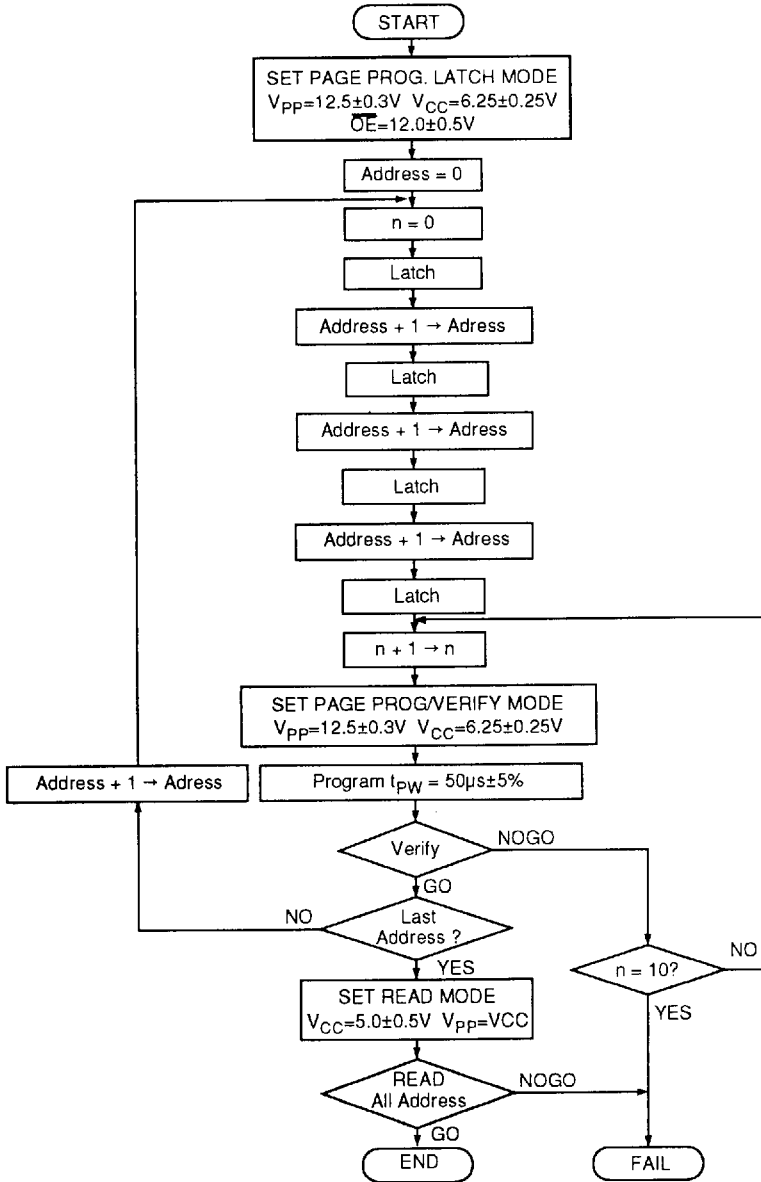 START
SET PAGE PROG. LATCH MODE
VPP=12.5±0.3V VCC=6.25±0.25V
OE=12.0±0.5V
Address = 0
n = 0
Latch
Address + 1 → Adress
Latch
Address + 1 → Adress
Latch
Address + 1 → Adress
Latch
n + 1 → n
SET PAGE PROG/VERIFY MODE
VPP=12.5±0.3V VCC=6.25±0.25V
Address + 1 → Adress
Program tPW = 50µs±5%
Verify
NOGO
GO
NO
Last
Address ?
YES
n = 10?
NO
YES
SET READ MODE
VCC=5.0±0.5V VPP=VCC
READ
All Address
NOGO
GO
END
FAIL